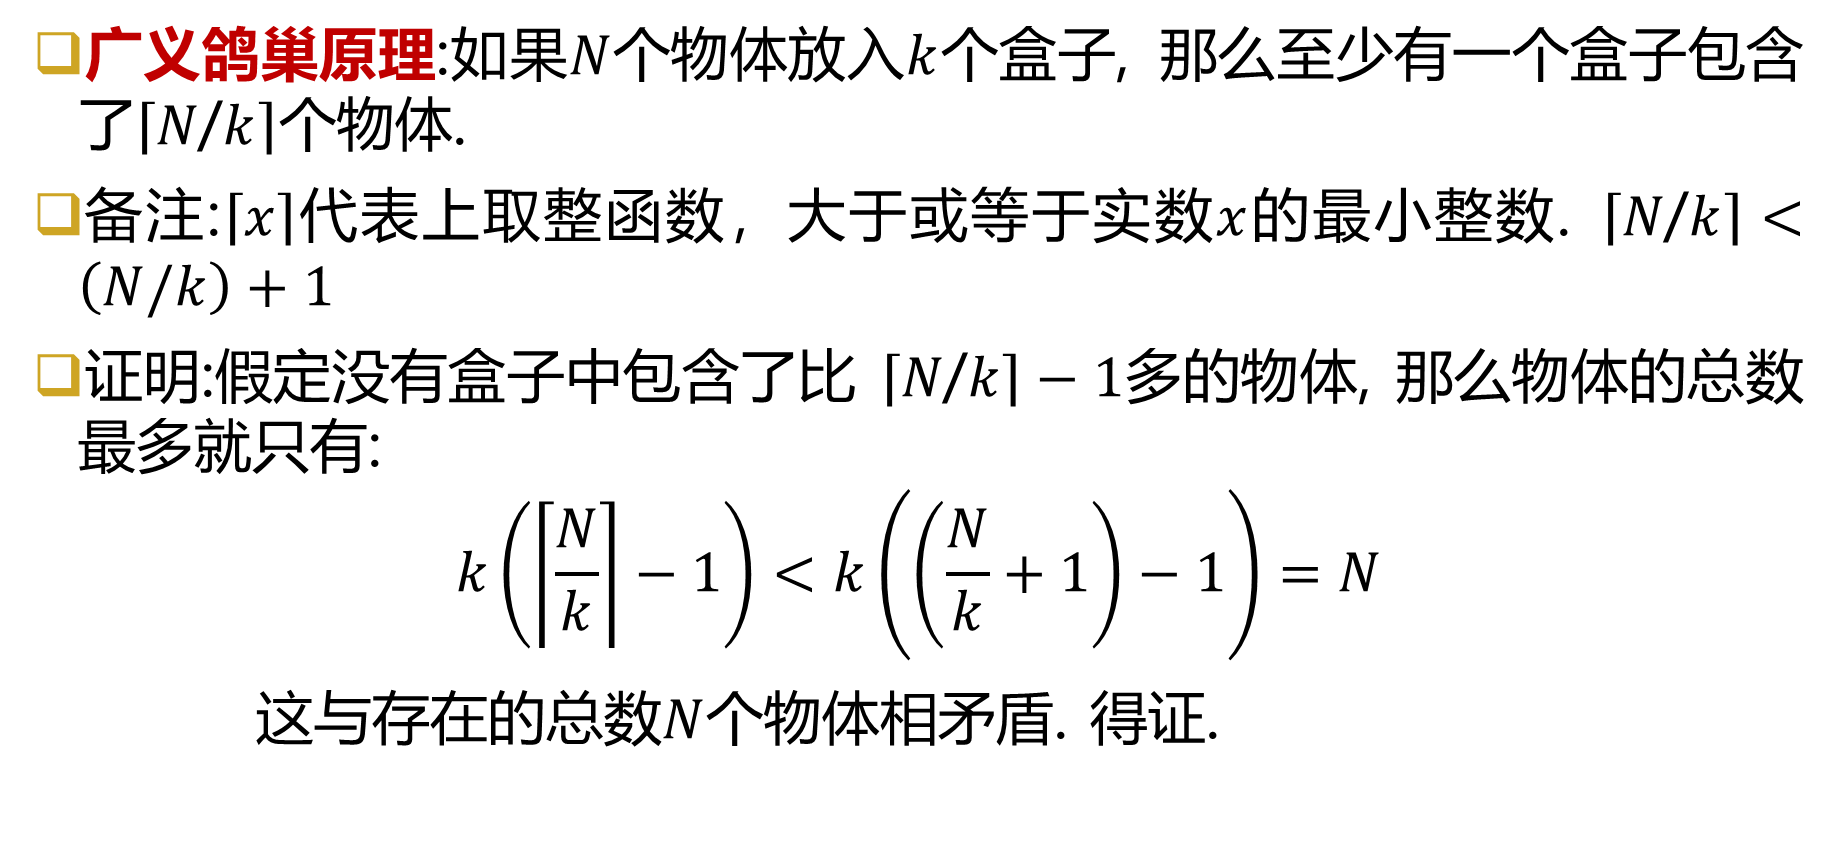 ❑广义鸽巢原理:如果N个物体放入k个盒子, 那么至少有一个盒子包含
了⌈N/k⌉个物体.
❑备注:⌈x⌉代表上取整函数，大于或等于实数x的最小整数. ⌈N/k⌉ <
(N/k) + 1
❑证明:假定没有盒子中包含了比 ⌈N/k⌉ − 1多的物体, 那么物体的总数
最多就只有:
k(⌈N/k⌉ − 1) < k((N/k + 1) − 1) = N
这与存在的总数N个物体相矛盾. 得证.